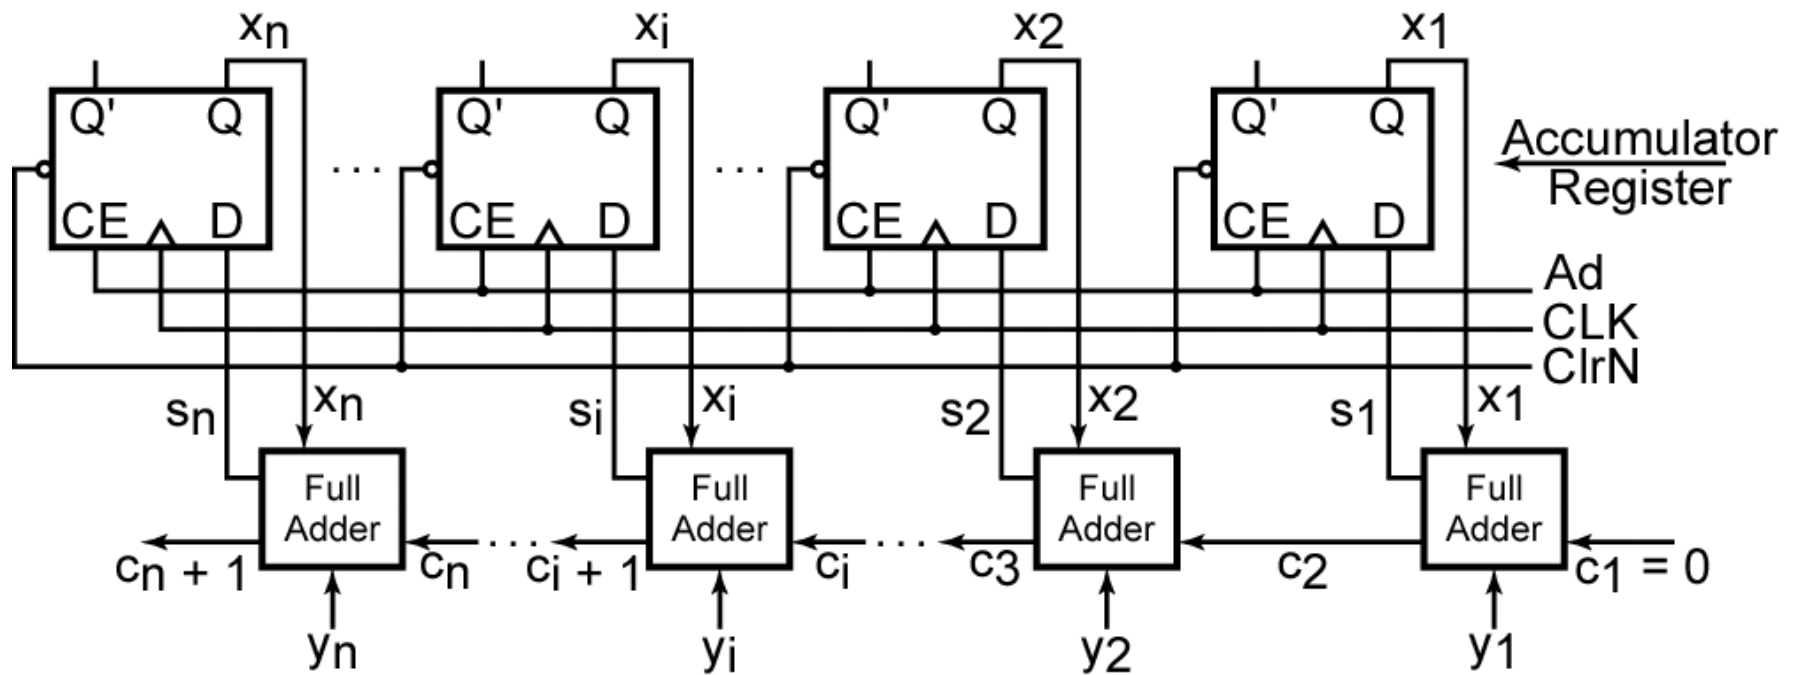 xn xi x2 x1
Q' Q Q' Q Q' Q Q' Q
Accumulator
Register
... ...
CE D CE D CE D CE D
Ad
CLK
ClrN
sn xn si xi s2 x2 s1 x1
Full Full Full Full
Adder Adder Adder Adder
cn + 1 cn ... ci + 1 ci ... c3 c2 c1 = 0
yn yi y2 y1